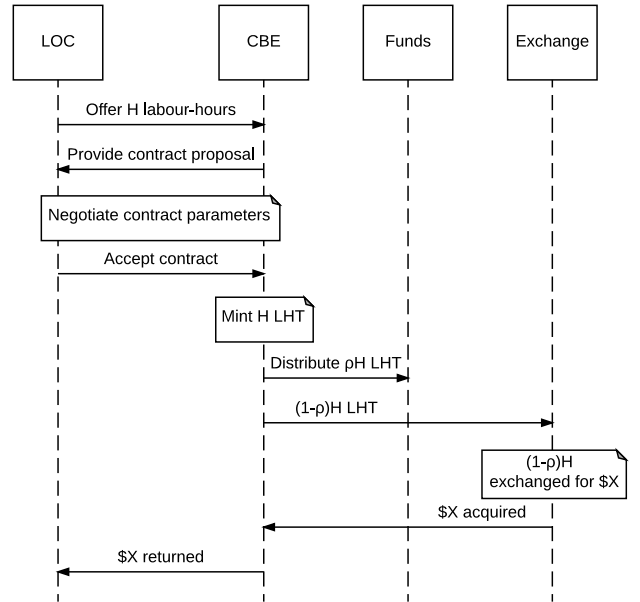 LOC
CBE
Funds
Exchange
Offer H labour-hours
Provide contract proposal
Negotiate contract parameters
Accept contract
Mint H LHT
Distribute ρH LHT
(1-ρ)H LHT
(1-ρ)H
exchanged for $X
$X acquired
$X returned